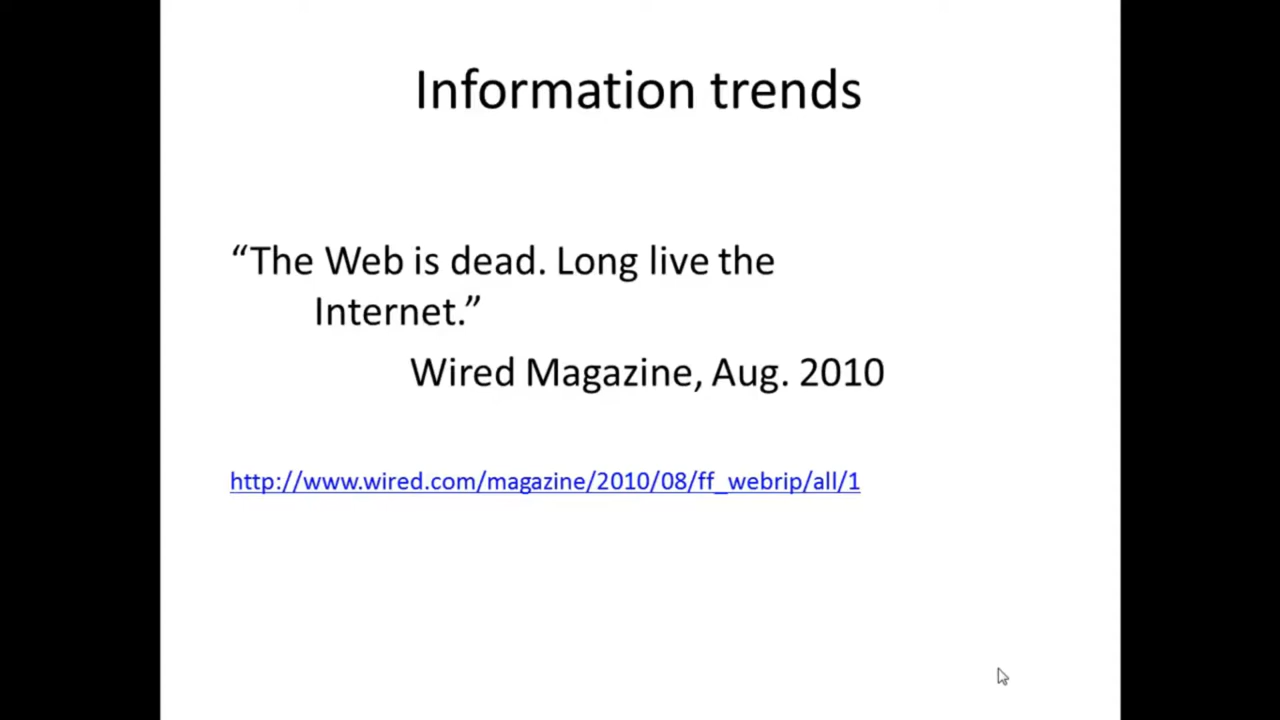 Information trends
“The Web is dead. Long live the
Internet.”
Wired Magazine, Aug. 2010
http://www.wired.com/magazine/2010/08/ff_webrip/all/1